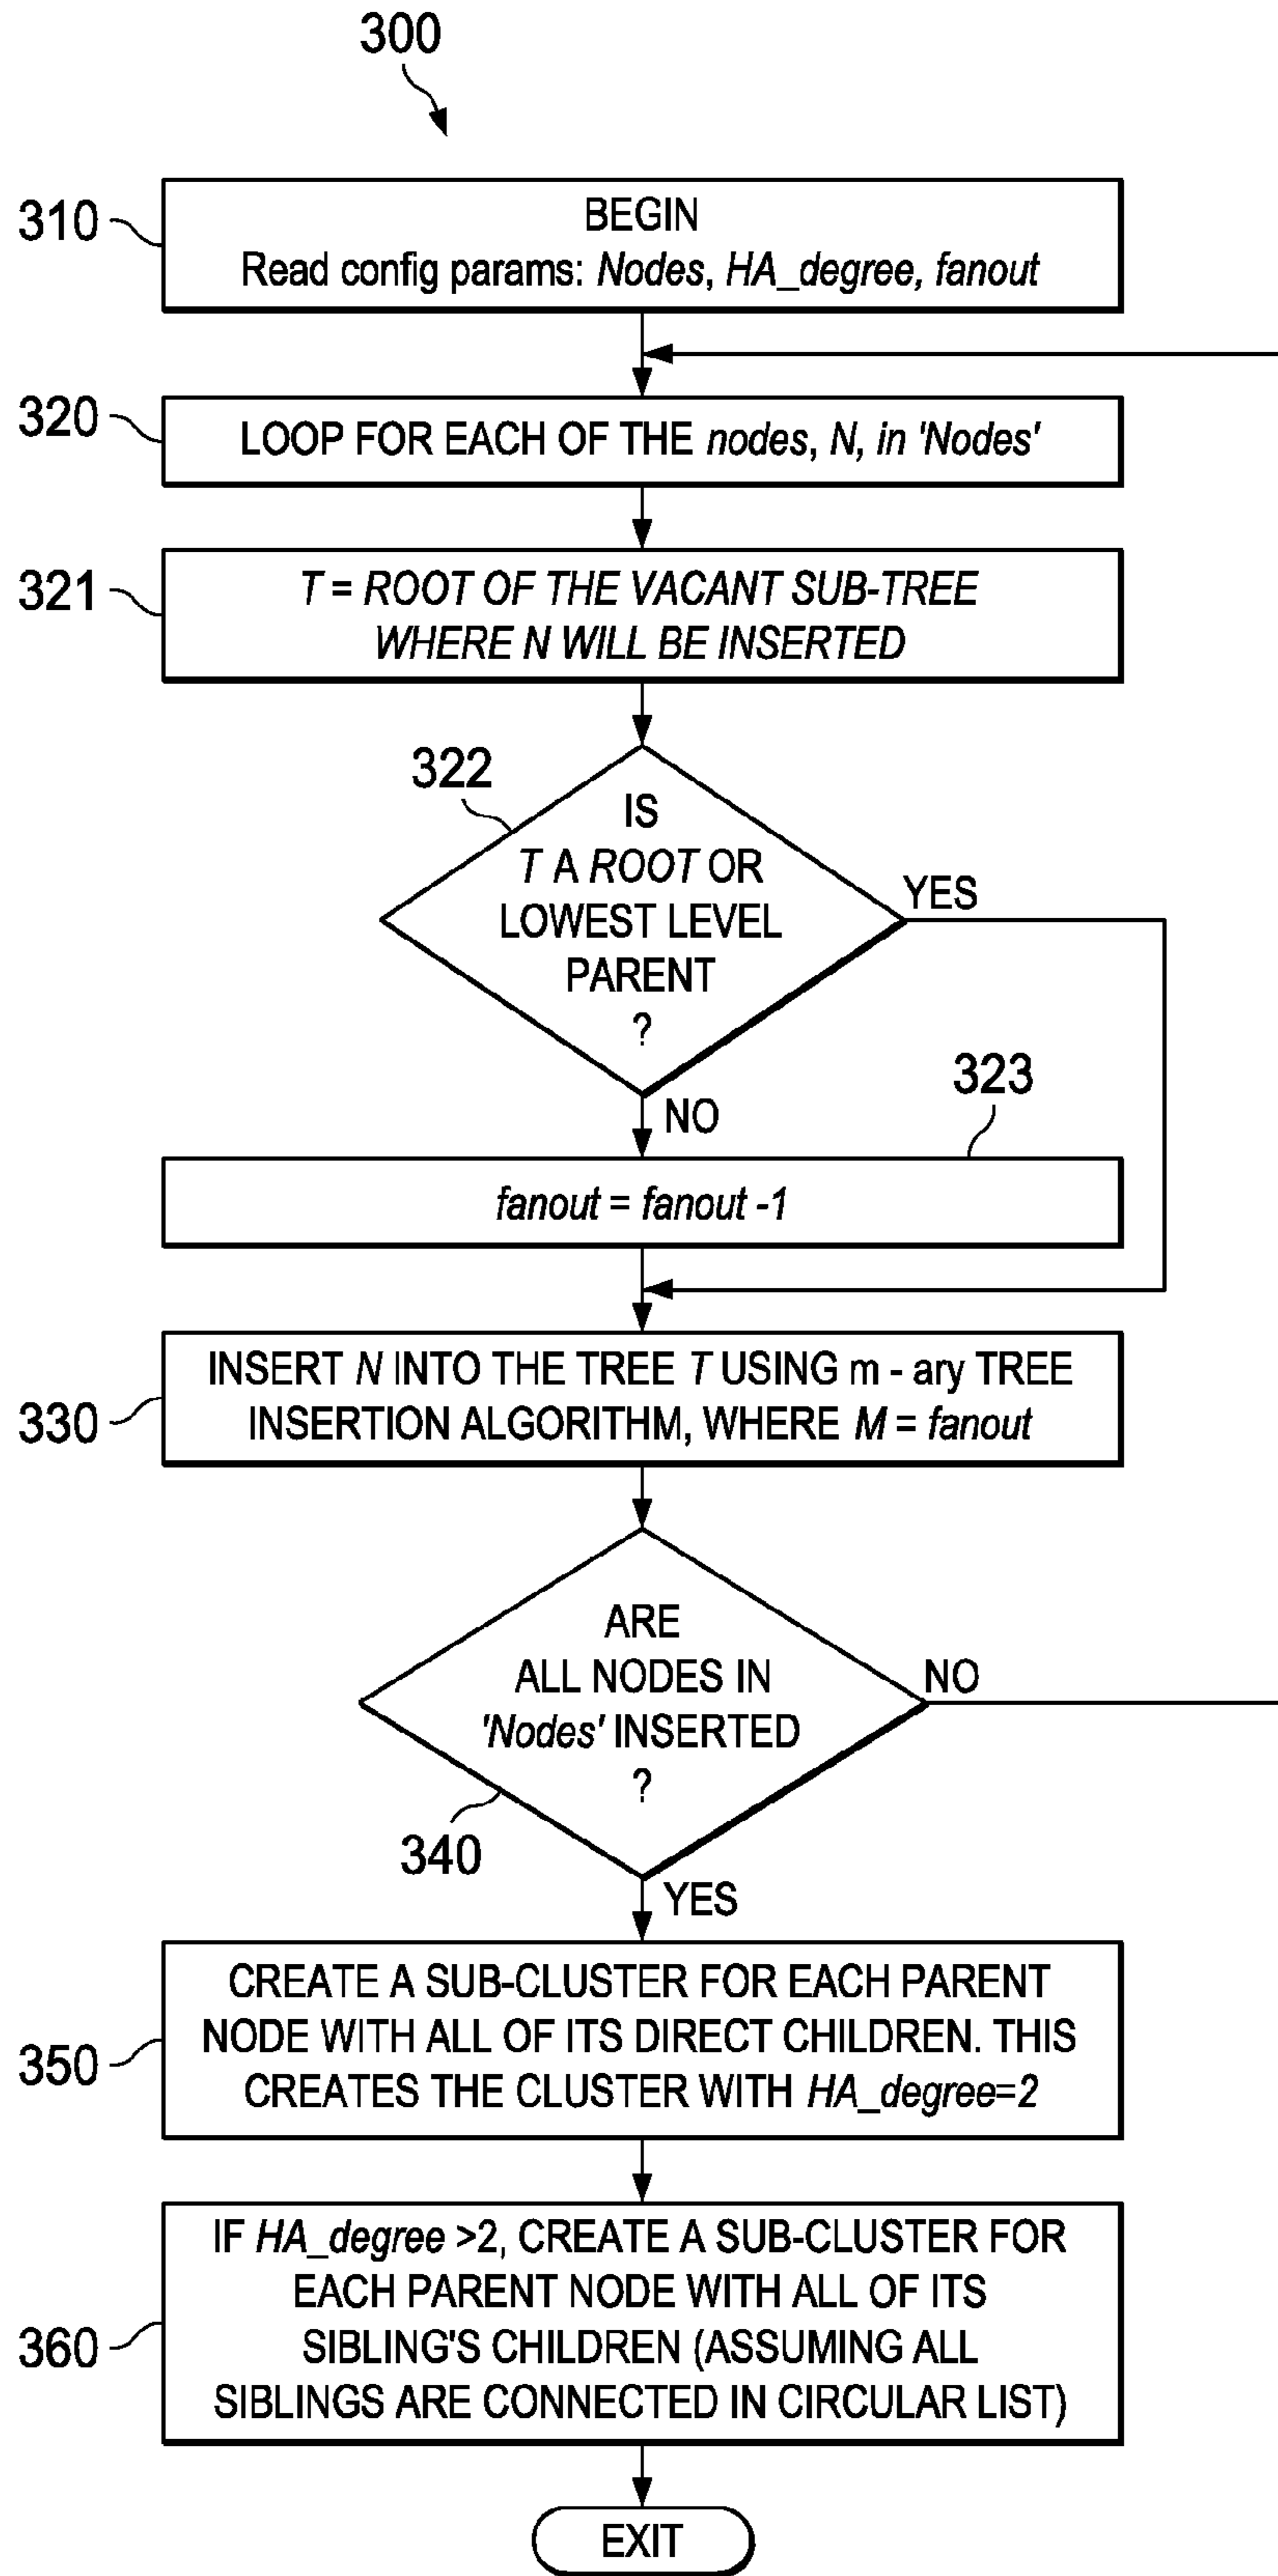 300
310
BEGIN
Read config params: Nodes, HA_degree, fanout
320
LOOP FOR EACH OF THE nodes, N, in 'Nodes'
321
T = ROOT OF THE VACANT SUB-TREE
WHERE N WILL BE INSERTED
322
IS
T A ROOT OR
LOWEST LEVEL
PARENT
?
YES
NO
323
fanout = fanout -1
330
INSERT N INTO THE TREE T USING m - ary TREE
INSERTION ALGORITHM, WHERE M = fanout
ARE
ALL NODES IN
'Nodes' INSERTED
?
NO
340
YES
350
CREATE A SUB-CLUSTER FOR EACH PARENT
NODE WITH ALL OF ITS DIRECT CHILDREN. THIS
CREATES THE CLUSTER WITH HA_degree=2
360
IF HA_degree >2, CREATE A SUB-CLUSTER FOR
EACH PARENT NODE WITH ALL OF ITS
SIBLING'S CHILDREN (ASSUMING ALL
SIBLINGS ARE CONNECTED IN CIRCULAR LIST)
EXIT